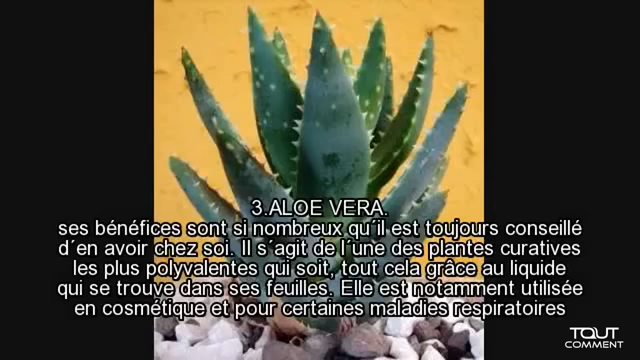 3.ALOE VERA.
ses bénéfices sont si nombreux qu´il est toujours conseillé
d´en avoir chez soi. Il s´agit de l´une des plantes curatives
les plus polyvalentes qui soit, tout cela grâce au liquide
qui se trouve dans ses feuilles. Elle est notamment utilisée
en cosmétique et pour certaines maladies respiratoires
TOUT
COMMENT